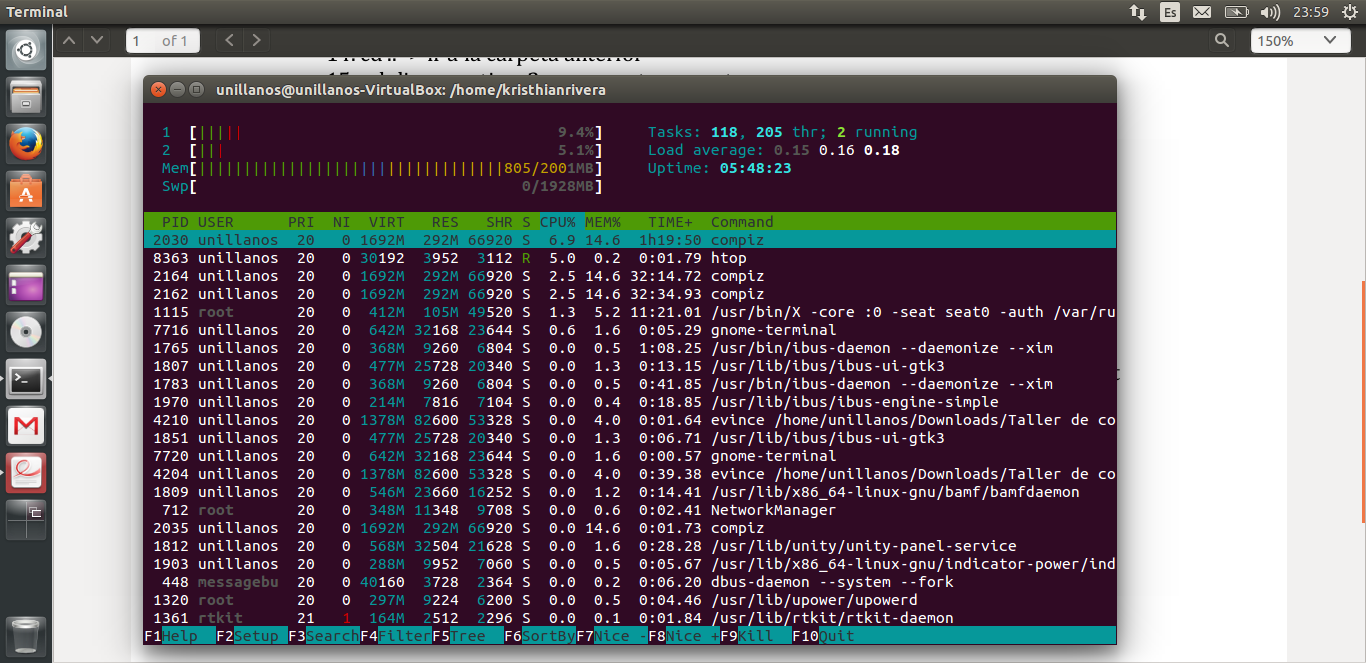 Terminal
Es
23:59
1 of 1
150%
14. cd .. -> ir a la carpeta anterior
unillanos@unillanos-VirtualBox: /home/kristhianrivera
1 [||||| 9.4%] Tasks: 118, 205 thr; 2 running
2 [||| 5.1%] Load average: 0.15 0.16 0.18
Mem[||||||||||||||||||||||||||||||||||805/2001MB] Uptime: 05:48:23
Swp[ 0/1928MB]
PID USER PRI NI VIRT RES SHR S CPU% MEM% TIME+ Command
2030 unillanos 20 0 1692M 292M 66920 S 6.9 14.6 1h19:50 compiz
8363 unillanos 20 0 30192 3952 3112 R 5.0 0.2 0:01.79 htop
2164 unillanos 20 0 1692M 292M 66920 S 2.5 14.6 32:14.72 compiz
2162 unillanos 20 0 1692M 292M 66920 S 2.5 14.6 32:34.93 compiz
1115 root 20 0 412M 105M 49520 S 1.3 5.2 11:21.01 /usr/bin/X -core :0 -seat seat0 -auth /var/ru
7716 unillanos 20 0 642M 32168 23644 S 0.6 1.6 0:05.29 gnome-terminal
1765 unillanos 20 0 368M 9260 6804 S 0.0 0.5 1:08.25 /usr/bin/ibus-daemon --daemonize --xim
1807 unillanos 20 0 477M 25728 20340 S 0.0 1.3 0:13.15 /usr/lib/ibus/ibus-ui-gtk3
1783 unillanos 20 0 368M 9260 6804 S 0.0 0.5 0:41.85 /usr/bin/ibus-daemon --daemonize --xim
1970 unillanos 20 0 214M 7816 7104 S 0.0 0.4 0:18.85 /usr/lib/ibus/ibus-engine-simple
4210 unillanos 20 0 1378M 82600 53328 S 0.0 4.0 0:01.64 evince /home/unillanos/Downloads/Taller de co
1851 unillanos 20 0 477M 25728 20340 S 0.0 1.3 0:06.71 /usr/lib/ibus/ibus-ui-gtk3
7720 unillanos 20 0 642M 32168 23644 S 0.0 1.6 0:00.57 gnome-terminal
4204 unillanos 20 0 1378M 82600 53328 S 0.0 4.0 0:39.38 evince /home/unillanos/Downloads/Taller de co
1809 unillanos 20 0 546M 23660 16252 S 0.0 1.2 0:14.41 /usr/lib/x86_64-linux-gnu/bamf/bamfdaemon
712 root 20 0 348M 11348 9708 S 0.0 0.6 0:02.41 NetworkManager
2035 unillanos 20 0 1692M 292M 66920 S 0.0 14.6 0:01.73 compiz
1812 unillanos 20 0 568M 32504 21628 S 0.0 1.6 0:28.28 /usr/lib/unity/unity-panel-service
1903 unillanos 20 0 288M 9952 7060 S 0.0 0.5 0:05.67 /usr/lib/x86_64-linux-gnu/indicator-power/ind
448 messagebu 20 0 40160 3728 2364 S 0.0 0.2 0:06.20 dbus-daemon --system --fork
1320 root 20 0 297M 9224 6200 S 0.0 0.5 0:04.46 /usr/lib/upower/upowerd
1361 rtkit 21 1 164M 2512 2296 S 0.0 0.1 0:01.84 /usr/lib/rtkit/rtkit-daemon
F1Help F2Setup F3SearchF4FilterF5Tree F6SortByF7Nice -F8Nice +F9Kill F10Quit